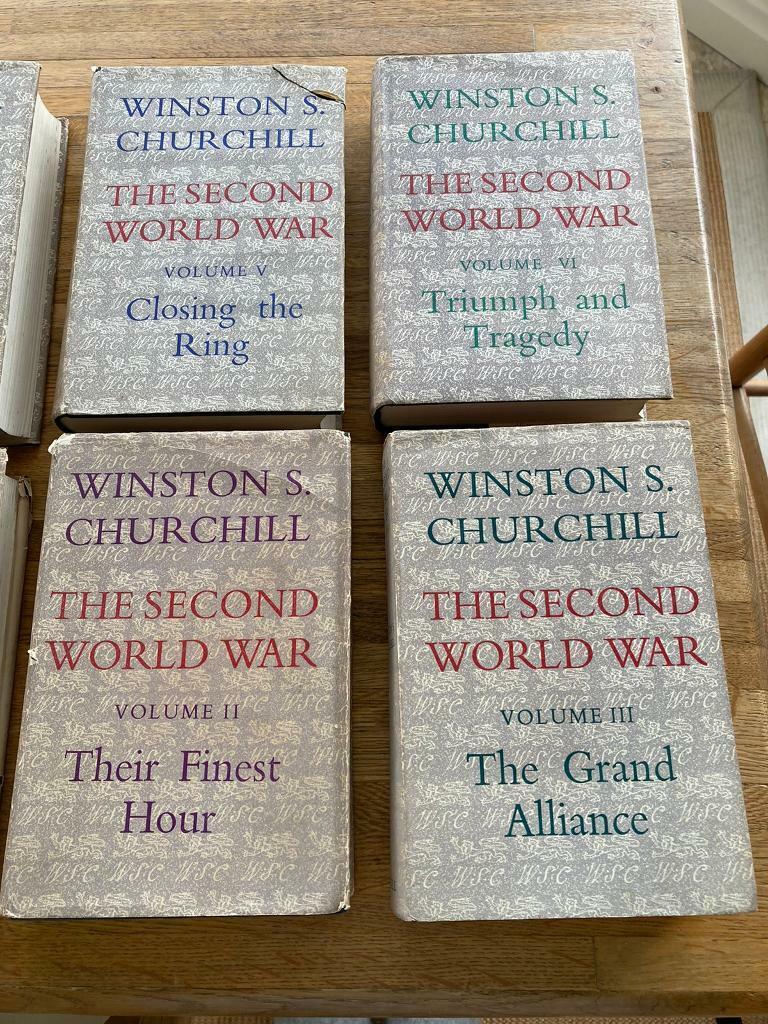 WINSTON S.
CHURCHILL
THE SECOND
WORLD WAR
VOLUME V
Closing the
Ring
WINSTON S.
CHURCHILL
THE SECOND
WORLD WAR
VOLUME VI
Triumph and
Tragedy
WINSTON S.
CHURCHILL
THE SECOND
WORLD WAR
VOLUME II
Their Finest
Hour
WINSTON S.
CHURCHILL
THE SECOND
WORLD WAR
VOLUME III
The Grand
Alliance